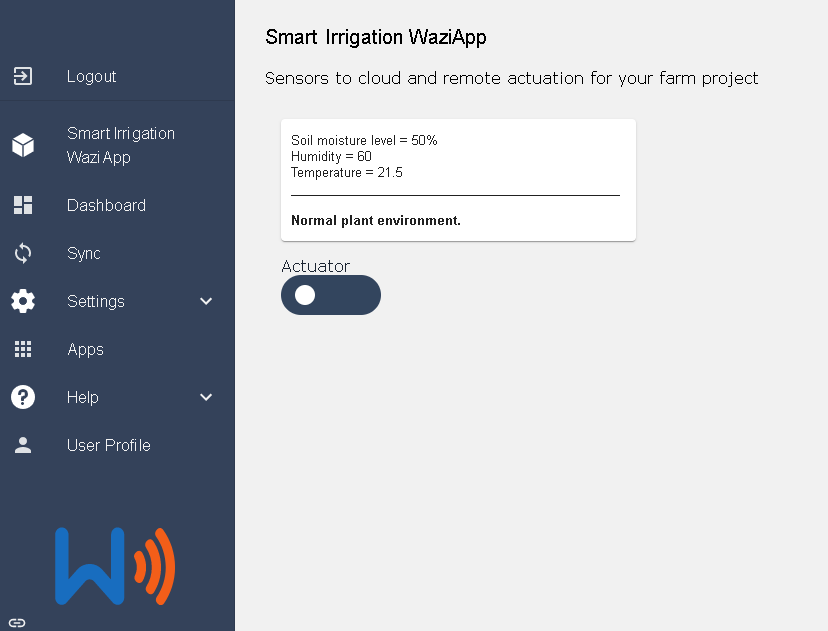 Logout
Smart Irrigation
WaziApp
Dashboard
Sync
Settings
Apps
Help
User Profile
Smart Irrigation WaziApp
Sensors to cloud and remote actuation for your farm project
Soil moisture level = 50%
Humidity = 60
Temperature = 21.5
Normal plant environment.
Actuator